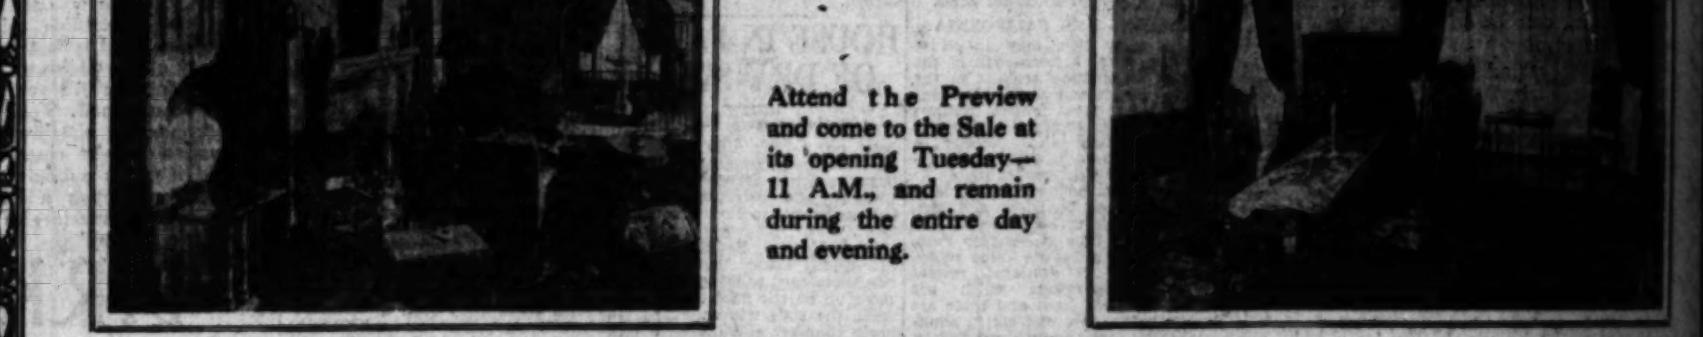 Attend the Preview
and come to the Sale at
its opening Tuesday—
11 A.M., and remain
during the entire day
and evening.